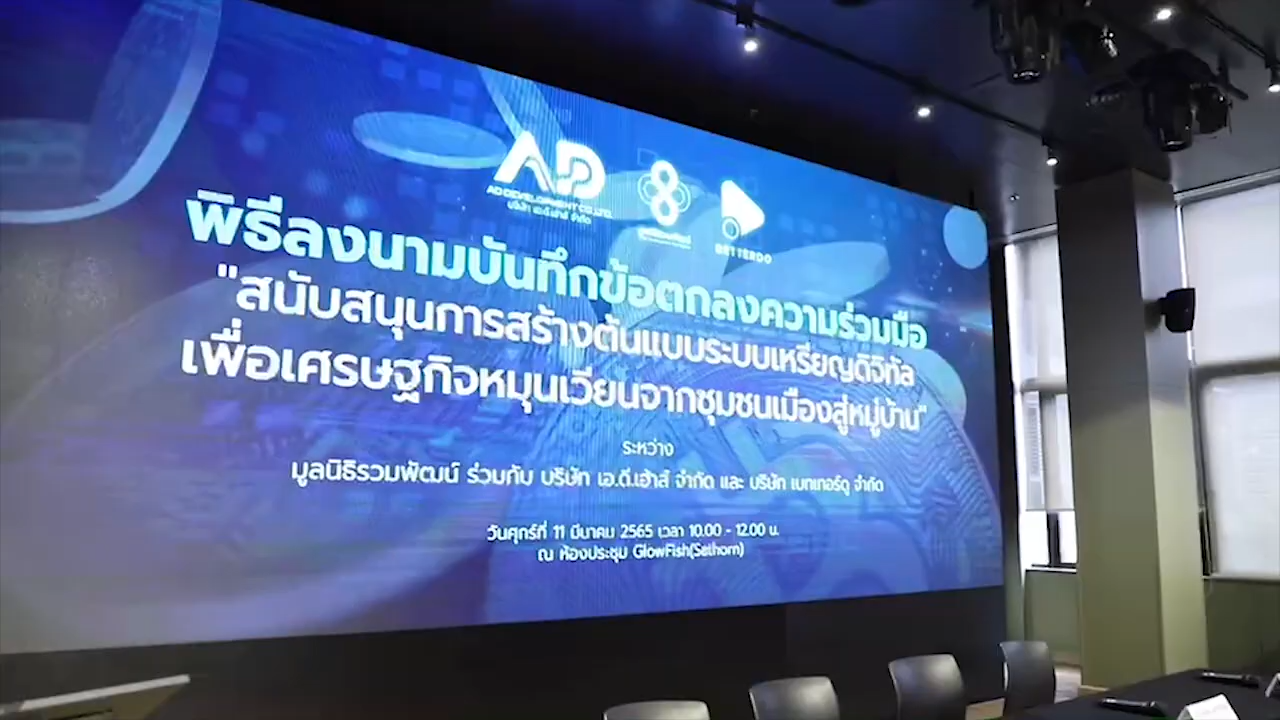 AD
AD DEVELOPMENT CO.,LTD.
บริษัท เอ.ดี.เฮ้าส์ จำกัด
BETTERDO
พิธีลงนามบันทึกข้อตกลงความร่วมมือ
"สนับสนุนการสร้างต้นแบบระบบเหรียญดิจิทัล
เพื่อเศรษฐกิจหมุนเวียนจากชุมชนเมืองสู่หมู่บ้าน"
ระหว่าง
มูลนิธิรวมพัฒน์ ร่วมกับ บริษัท เอ.ดี.เฮ้าส์ จำกัด และ บริษัท เบทเทอร์ดู จำกัด
วันศุกร์ที่ 11 มีนาคม 2565 เวลา 10.00 - 12.00 น.
ณ ห้องประชุม GlowFish(Sathorn)